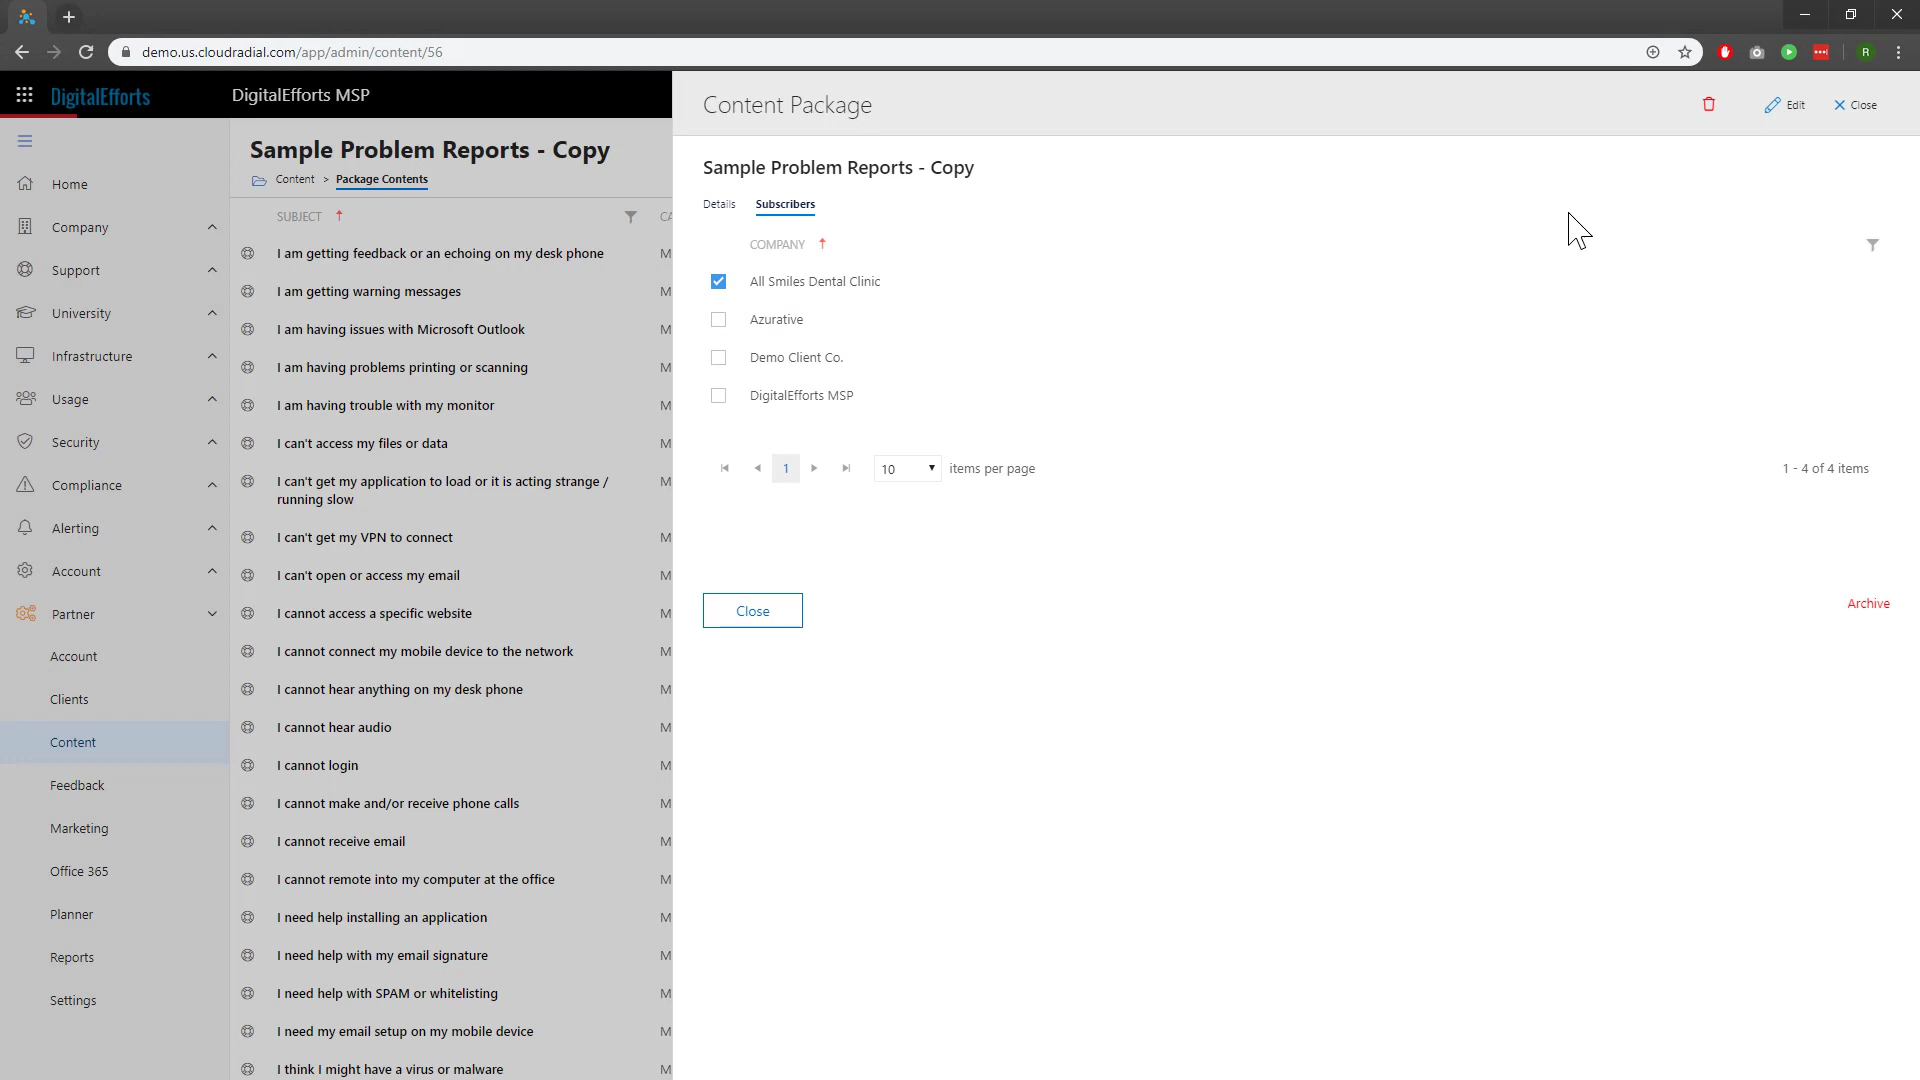 demo.us.cloudradial.com/app/admin/content/56
R
DigitalEfforts
DigitalEfforts MSP
Home
Company
Support
University
Infrastructure
Usage
Security
Compliance
Alerting
Account
Partner
Account
Clients
Content
Feedback
Marketing
Office 365
Planner
Reports
Settings
Sample Problem Reports - Copy
Content > Package Contents
SUBJECT CA
I am getting feedback or an echoing on my desk phone M
I am getting warning messages M
I am having issues with Microsoft Outlook M
I am having problems printing or scanning M
I am having trouble with my monitor M
I can't access my files or data M
I can't get my application to load or it is acting strange / M
running slow
I can't get my VPN to connect M
I can't open or access my email M
I cannot access a specific website M
I cannot connect my mobile device to the network M
I cannot hear anything on my desk phone M
I cannot hear audio M
I cannot login M
I cannot make and/or receive phone calls M
I cannot receive email M
I cannot remote into my computer at the office M
I need help installing an application M
I need help with my email signature M
I need help with SPAM or whitelisting M
I need my email setup on my mobile device M
I think I might have a virus or malware M
Content Package
Edit
Close
Sample Problem Reports - Copy
Details Subscribers
COMPANY
All Smiles Dental Clinic
Azurative
Demo Client Co.
DigitalEfforts MSP
1 10 items per page 1 - 4 of 4 items
Close
Archive